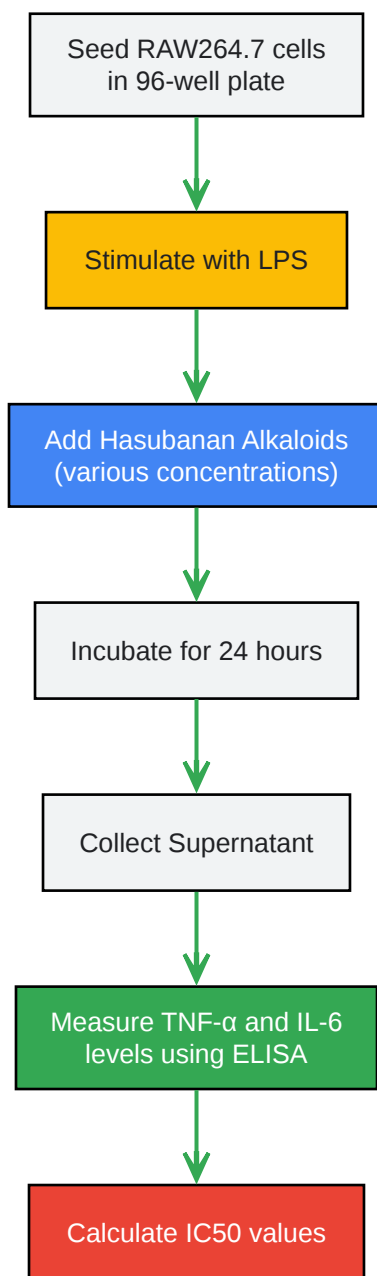 Seed RAW264.7 cells
in 96-well plate
Stimulate with LPS
Add Hasubanan Alkaloids
(various concentrations)
Incubate for 24 hours
Collect Supernatant
Measure TNF-α and IL-6
levels using ELISA
Calculate IC50 values